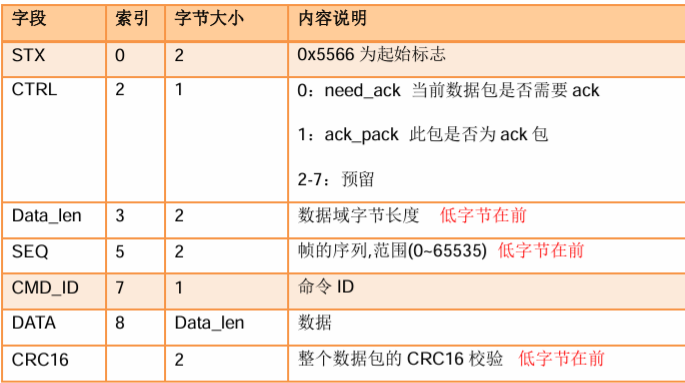 字段 索引 字节大小 内容说明
STX 0 2 0x5566 为起始标志
CTRL 2 1 0：need_ack 当前数据包是否需要 ack
1：ack_pack 此包是否为 ack 包
2-7：预留
Data_len 3 2 数据域字节长度 低字节在前
SEQ 5 2 帧的序列,范围(0~65535) 低字节在前
CMD_ID 7 1 命令 ID
DATA 8 Data_len 数据
CRC16 2 整个数据包的 CRC16 校验 低字节在前